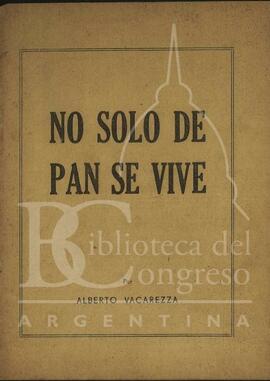 NO SOLO DE
PAN SE VIVE
Biblioteca del
Congreso
Por
ALBERTO VACAREZZA
ARGENTINA